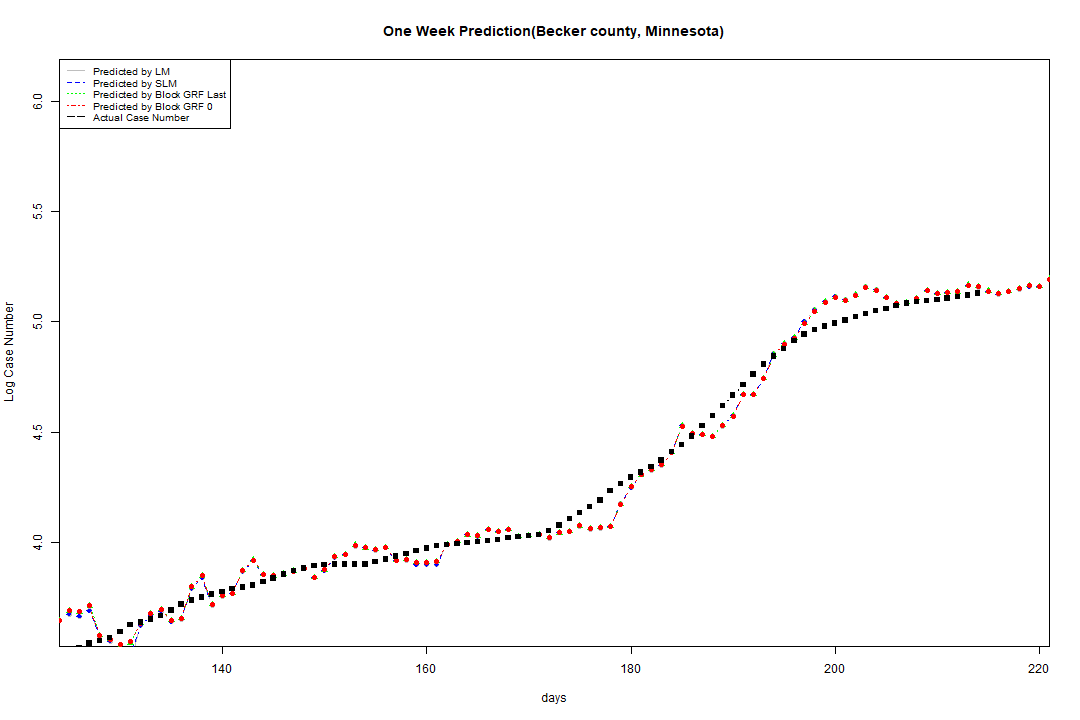 One Week Prediction(Becker county, Minnesota)
Predicted by LM
Predicted by SLM
Predicted by Block GRF Last
Predicted by Block GRF 0
Actual Case Number
6.0
5.5
5.0
4.5
4.0
Log Case Number
140 160 180 200 220
days